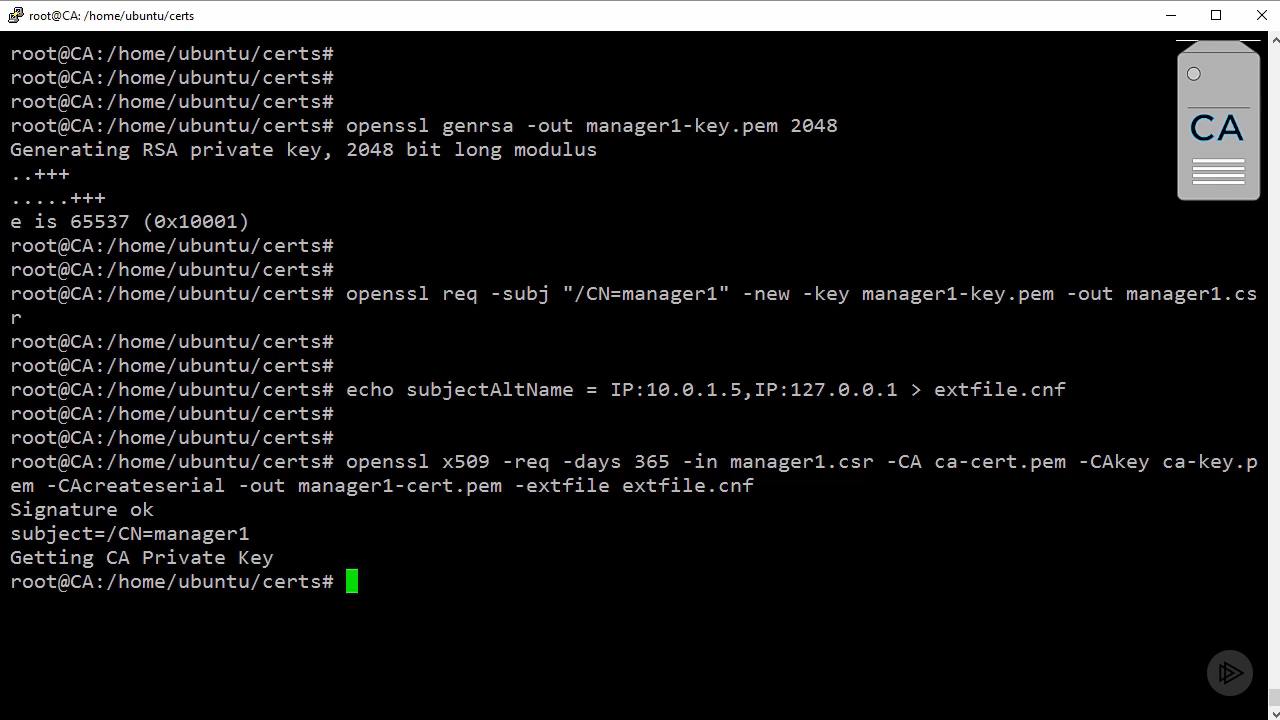 root@CA: /home/ubuntu/certs
root@CA:/home/ubuntu/certs#
root@CA:/home/ubuntu/certs#
root@CA:/home/ubuntu/certs#
root@CA:/home/ubuntu/certs# openssl genrsa -out manager1-key.pem 2048
Generating RSA private key, 2048 bit long modulus
..+++
.....+++
e is 65537 (0x10001)
root@CA:/home/ubuntu/certs#
root@CA:/home/ubuntu/certs#
root@CA:/home/ubuntu/certs# openssl req -subj "/CN=manager1" -new -key manager1-key.pem -out manager1.cs
r
root@CA:/home/ubuntu/certs#
root@CA:/home/ubuntu/certs#
root@CA:/home/ubuntu/certs# echo subjectAltName = IP:10.0.1.5,IP:127.0.0.1 > extfile.cnf
root@CA:/home/ubuntu/certs#
root@CA:/home/ubuntu/certs#
root@CA:/home/ubuntu/certs# openssl x509 -req -days 365 -in manager1.csr -CA ca-cert.pem -CAkey ca-key.p
em -CAcreateserial -out manager1-cert.pem -extfile extfile.cnf
Signature ok
subject=/CN=manager1
Getting CA Private Key
root@CA:/home/ubuntu/certs#
CA